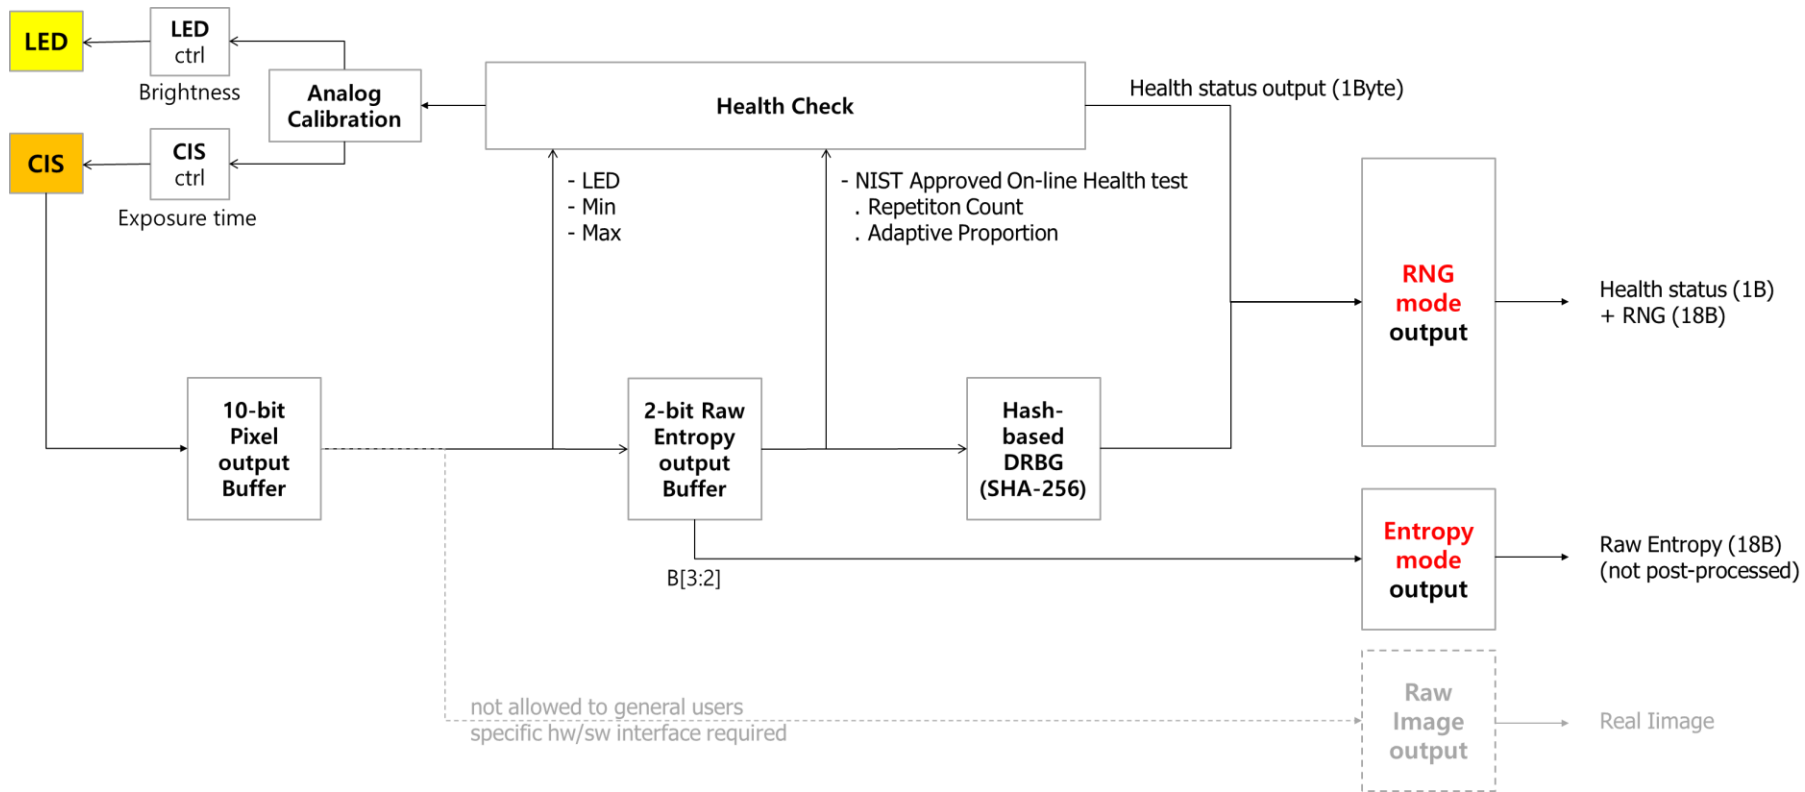 LED
LED
ctrl
Brightness
CIS
CIS
ctrl
Exposure time
Analog
Calibration
Health Check
Health status output (1Byte)
- LED
- Min
- Max
- NIST Approved On-line Health test
. Repetiton Count
. Adaptive Proportion
RNG
mode
output
Health status (1B)
+ RNG (18B)
10-bit
Pixel
output
Buffer
2-bit Raw
Entropy
output
Buffer
Hash-
based
DRBG
(SHA-256)
B[3:2]
Entropy
mode
output
Raw Entropy (18B)
(not post-processed)
not allowed to general users
specific hw/sw interface required
Raw
Image
output
Real Iimage